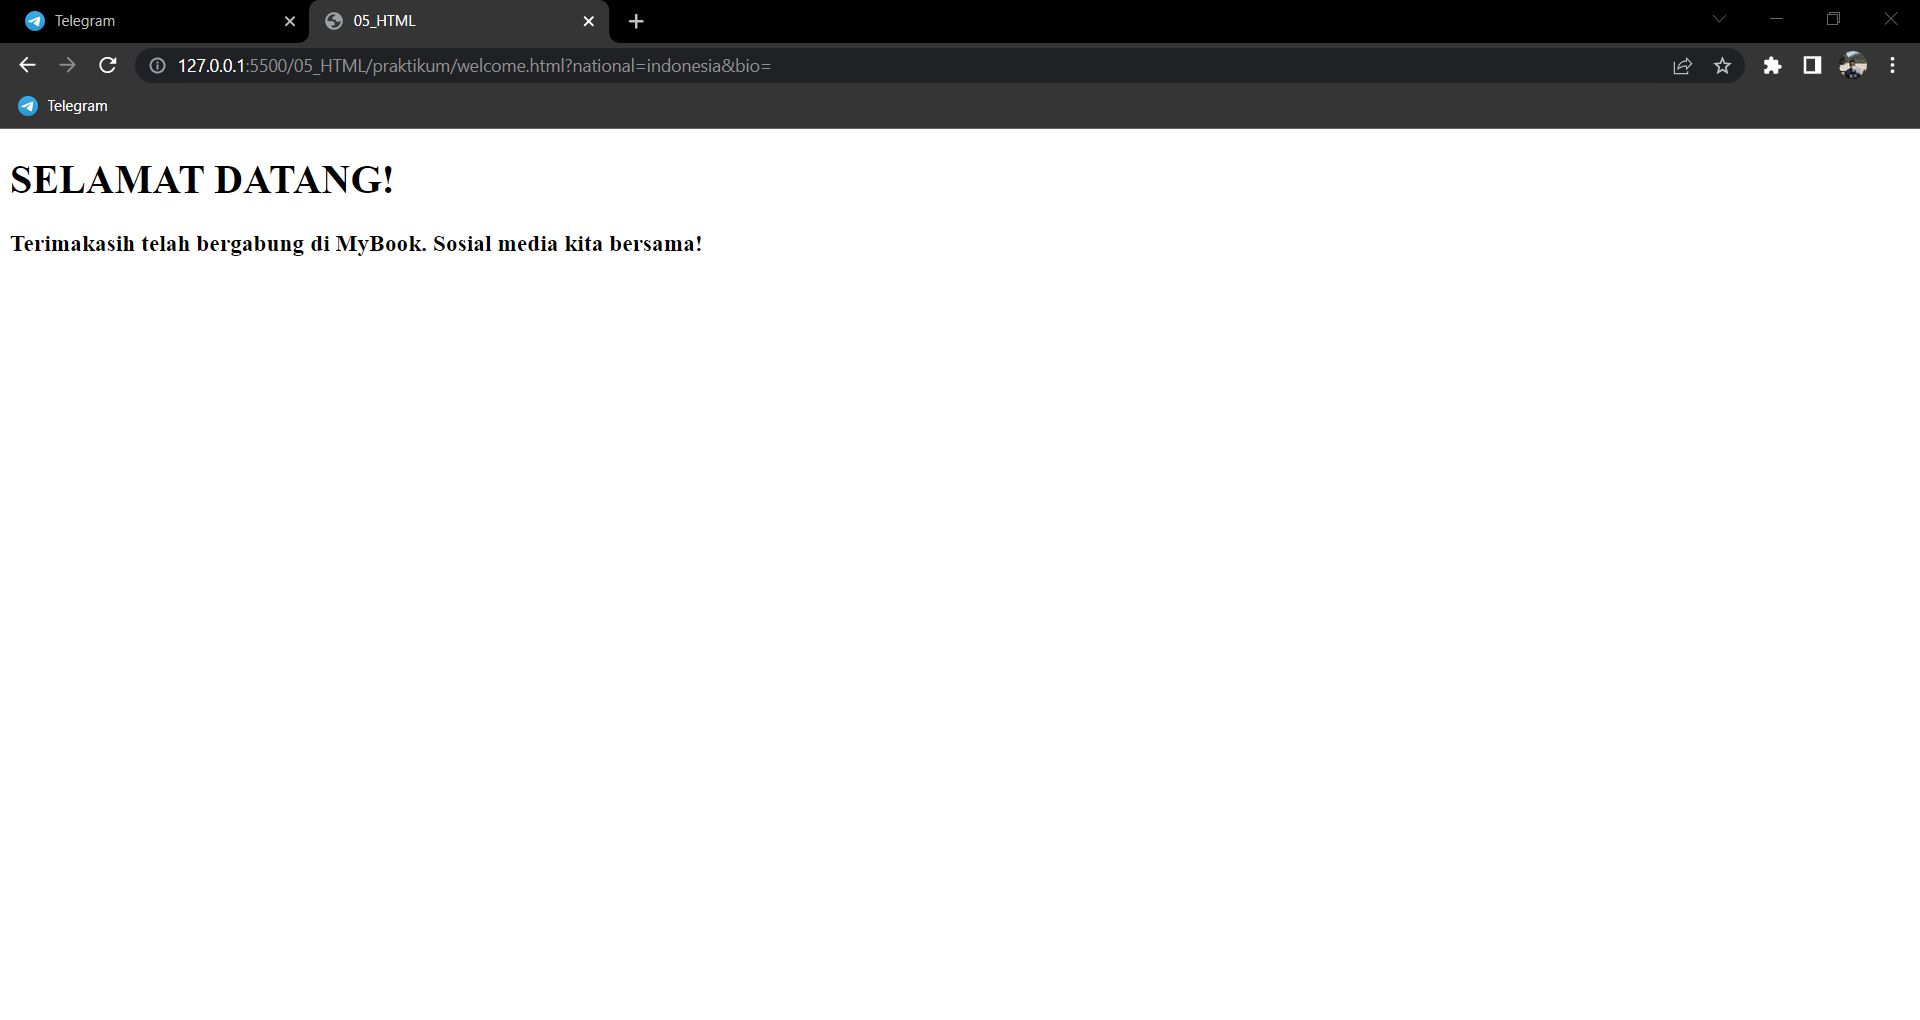 Telegram
05_HTML
127.0.0.1:5500/05_HTML/praktikum/welcome.html?national=indonesia&bio=
Telegram
SELAMAT DATANG!
Terimakasih telah bergabung di MyBook. Sosial media kita bersama!